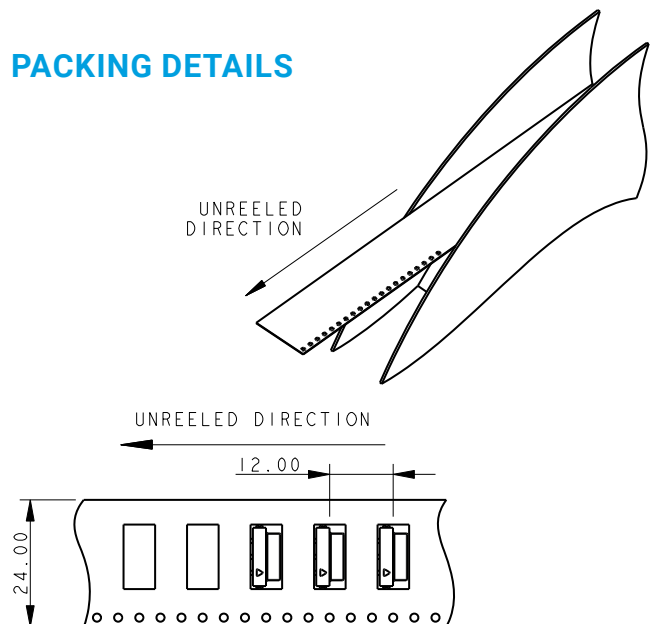 PACKING DETAILS
UNREELED
DIRECTION
UNREELED DIRECTION
12.00
24.00